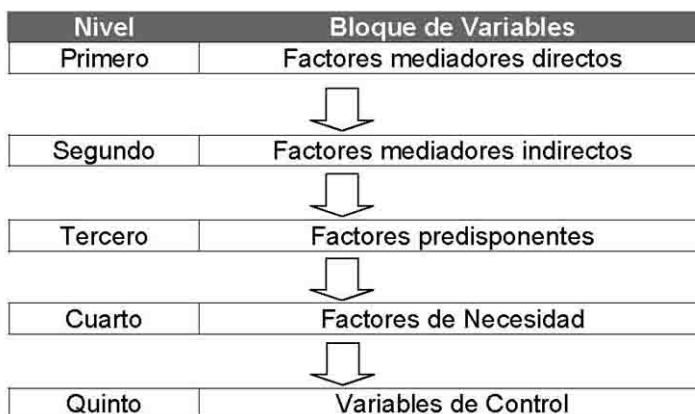 Nivel Bloque de Variables
Primero Factores mediadores directos
Segundo Factores mediadores indirectos
Tercero Factores predisponentes
Cuarto Factores de Necesidad
Quinto Variables de Control